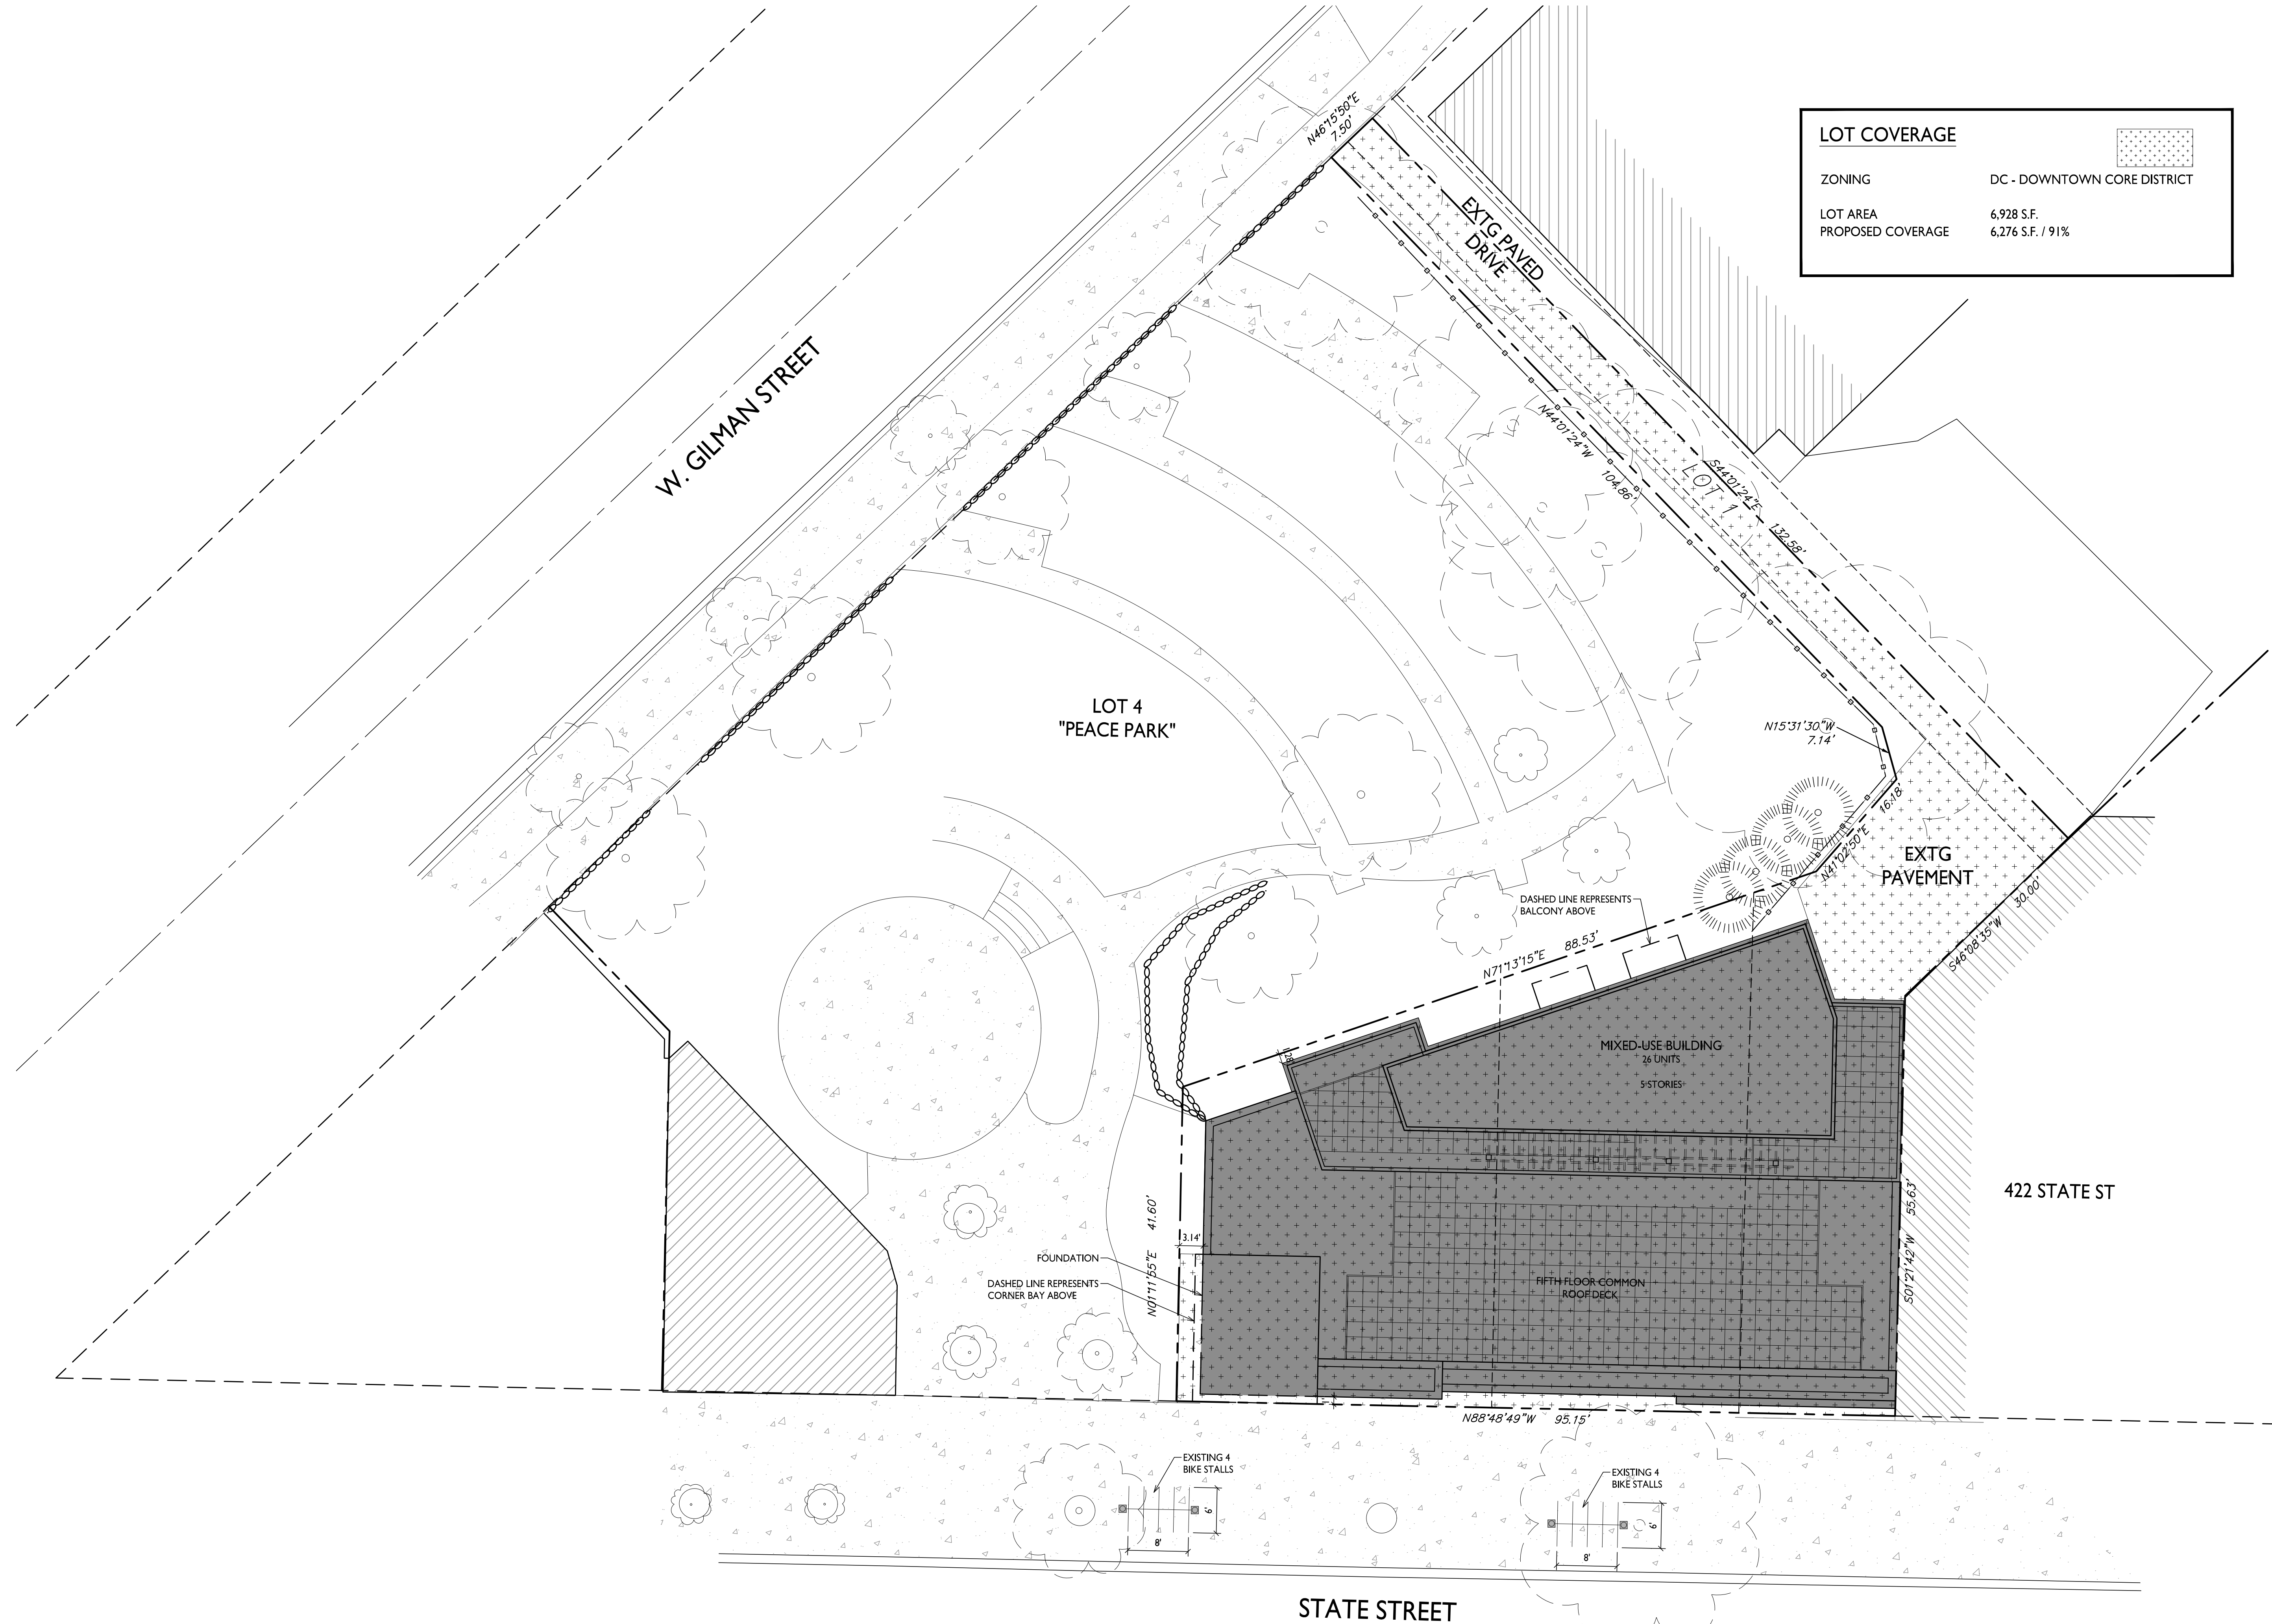 LOT COVERAGE
ZONING DC - DOWNTOWN CORE DISTRICT
LOT AREA 6,928 S.F.
PROPOSED COVERAGE 6,276 S.F. / 91%
N46°15'50"E
7.50'
EXTG PAVED
DRIVE
W. GILMAN STREET
N44°01'24"W
104.86'
LOT 1
S44°01'24"E
132.58'
LOT 4
"PEACE PARK"
N15°31'30"W
7.14'
N41°02'50"E
16.18'
EXTG
PAVEMENT
S46°08'35"W
30.00'
DASHED LINE REPRESENTS
BALCONY ABOVE
N71°13'15"E 88.53'
MIXED-USE BUILDING
26 UNITS
5 STORIES
422 STATE ST
S01°21'42"W 55.63'
N01°11'55"E 41.60'
3.14'
FOUNDATION
DASHED LINE REPRESENTS
CORNER BAY ABOVE
FIFTH FLOOR COMMON
ROOF DECK
N88°48'49"W 95.15'
EXISTING 4
BIKE STALLS
6'
8'
EXISTING 4
BIKE STALLS
6'
8'
STATE STREET